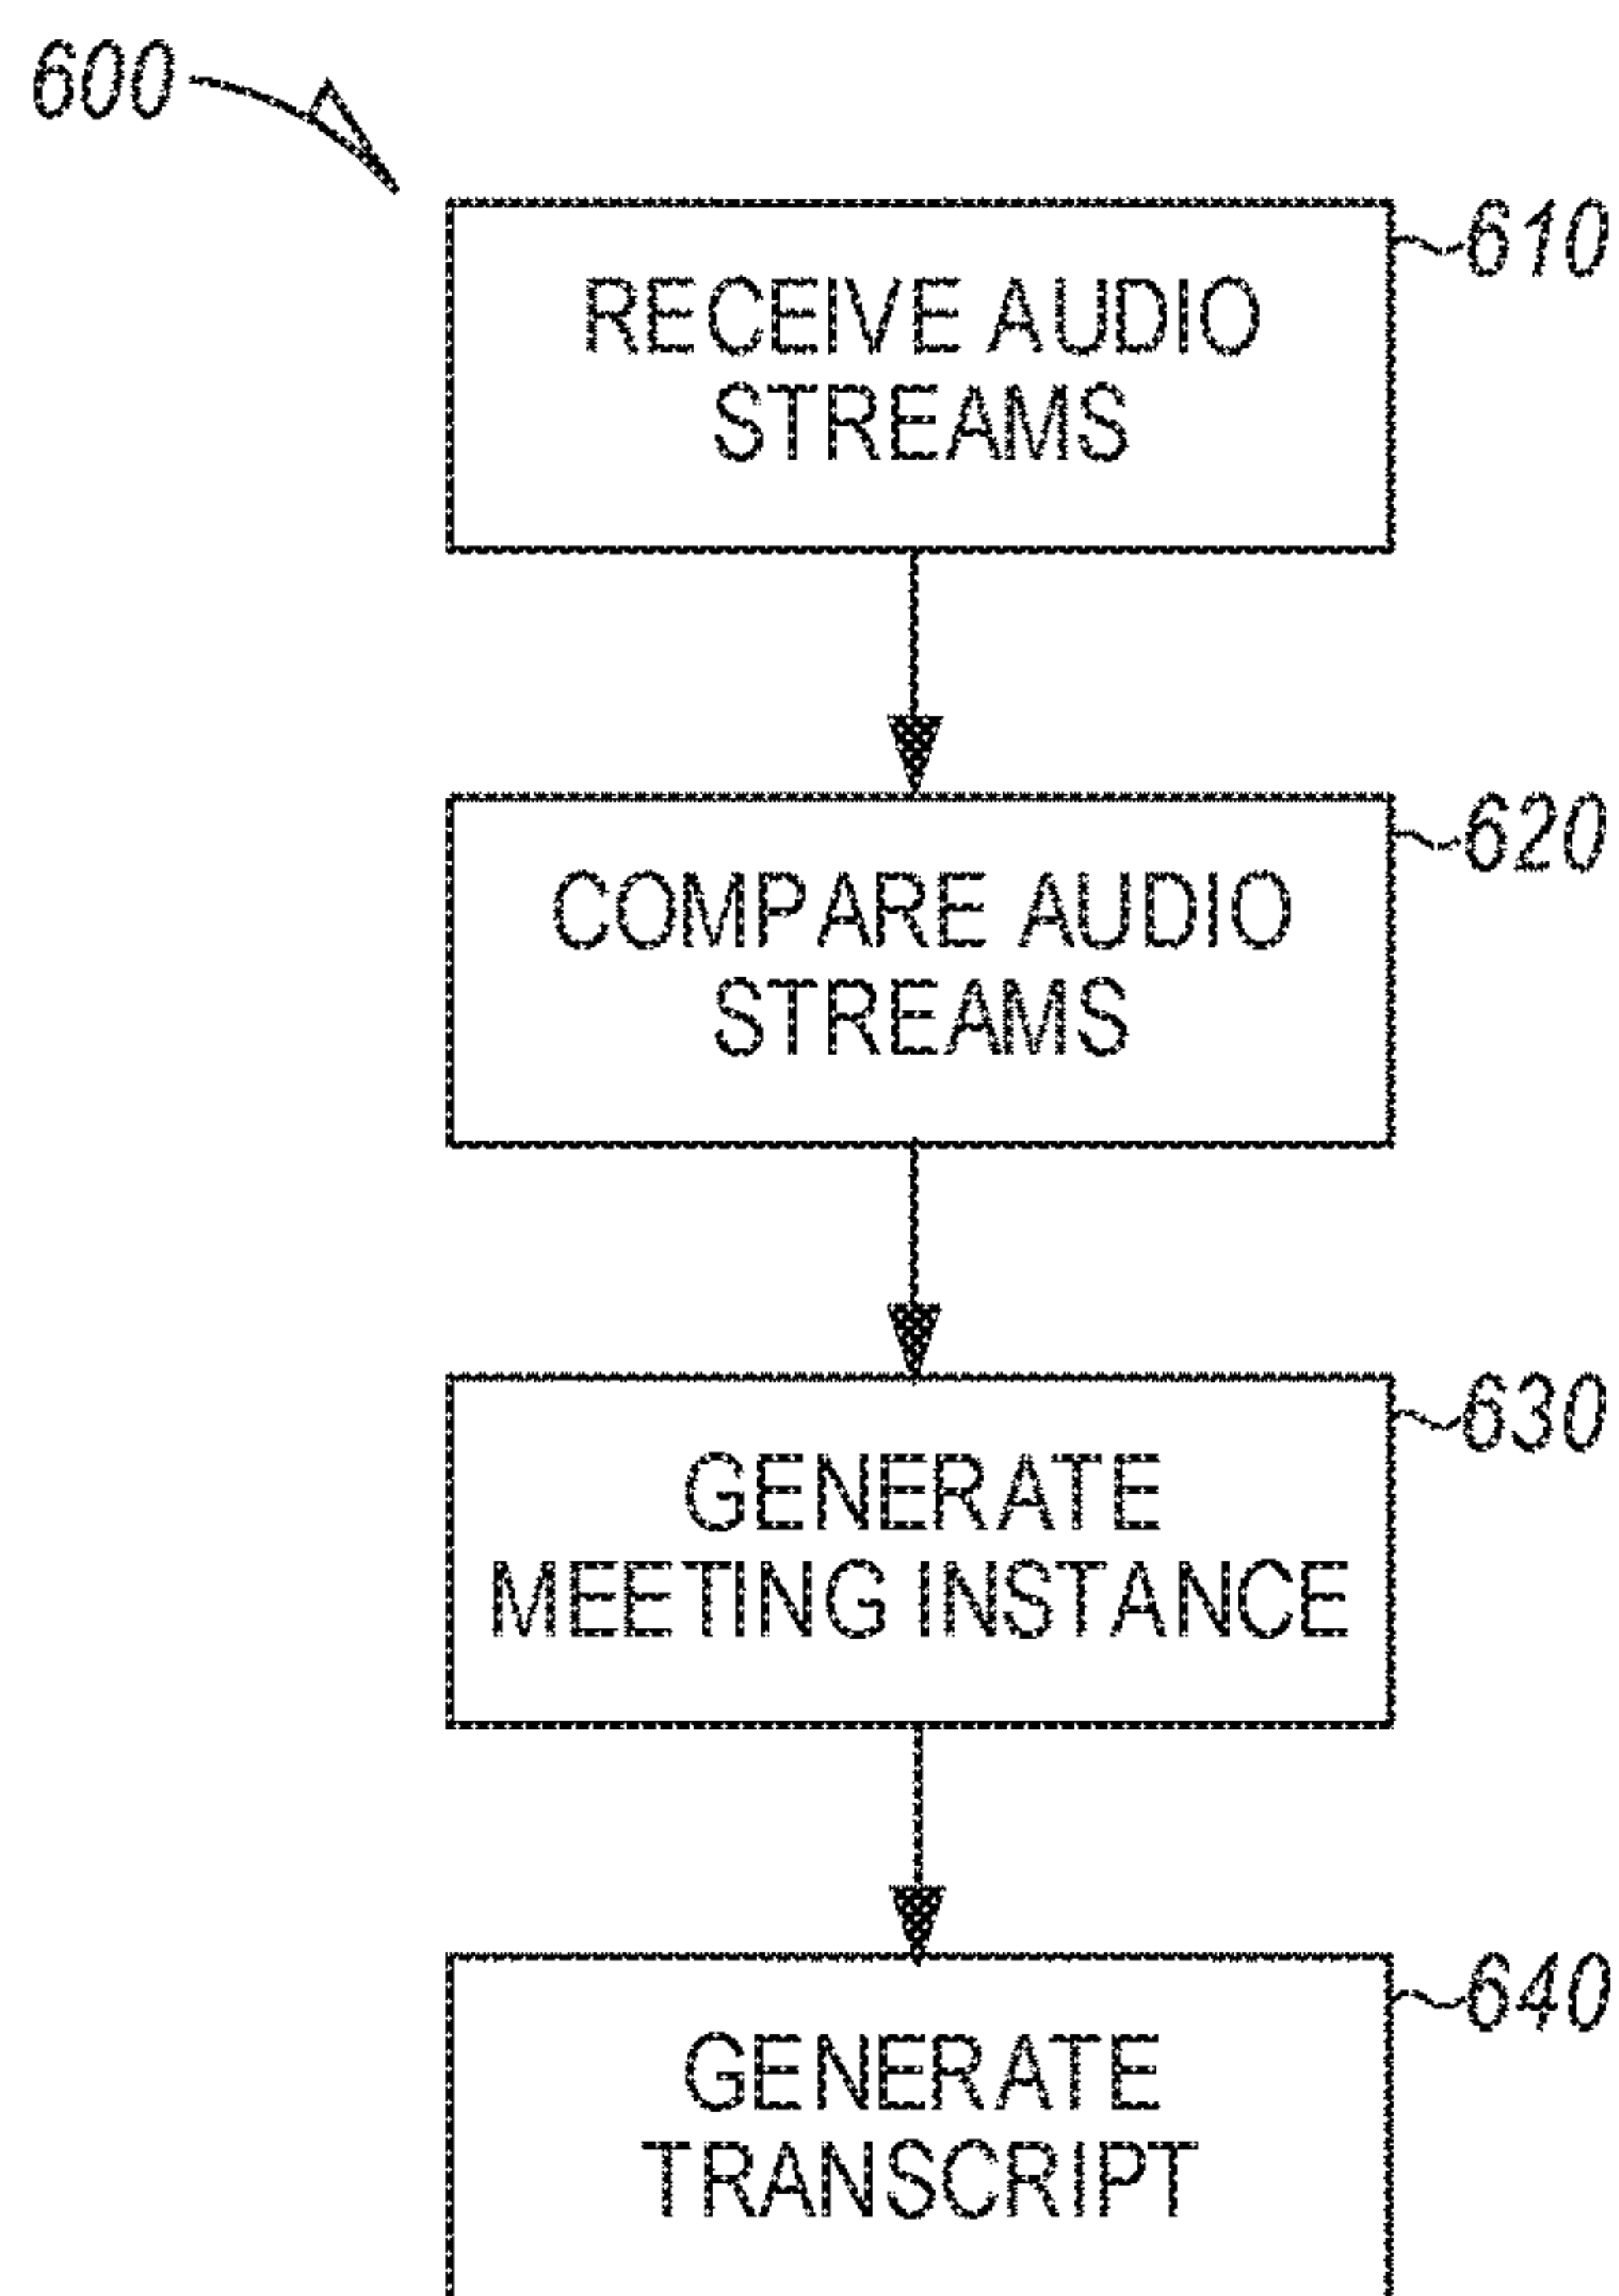 600
610
RECEIVE AUDIO
STREAMS
620
COMPARE AUDIO
STREAMS
630
GENERATE
MEETING INSTANCE
640
GENERATE
TRANSCRIPT